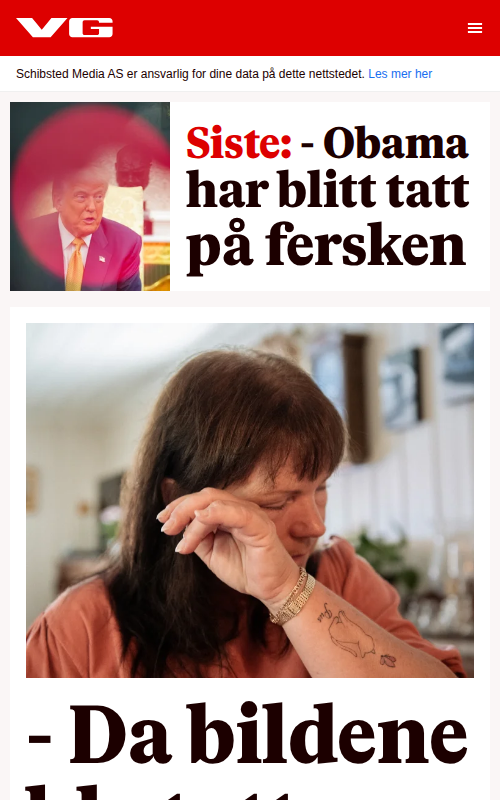 VG
Schibsted Media AS er ansvarlig for dine data på dette nettstedet. Les mer her
Siste: - Obama
har blitt tatt
på fersken
- Da bildene